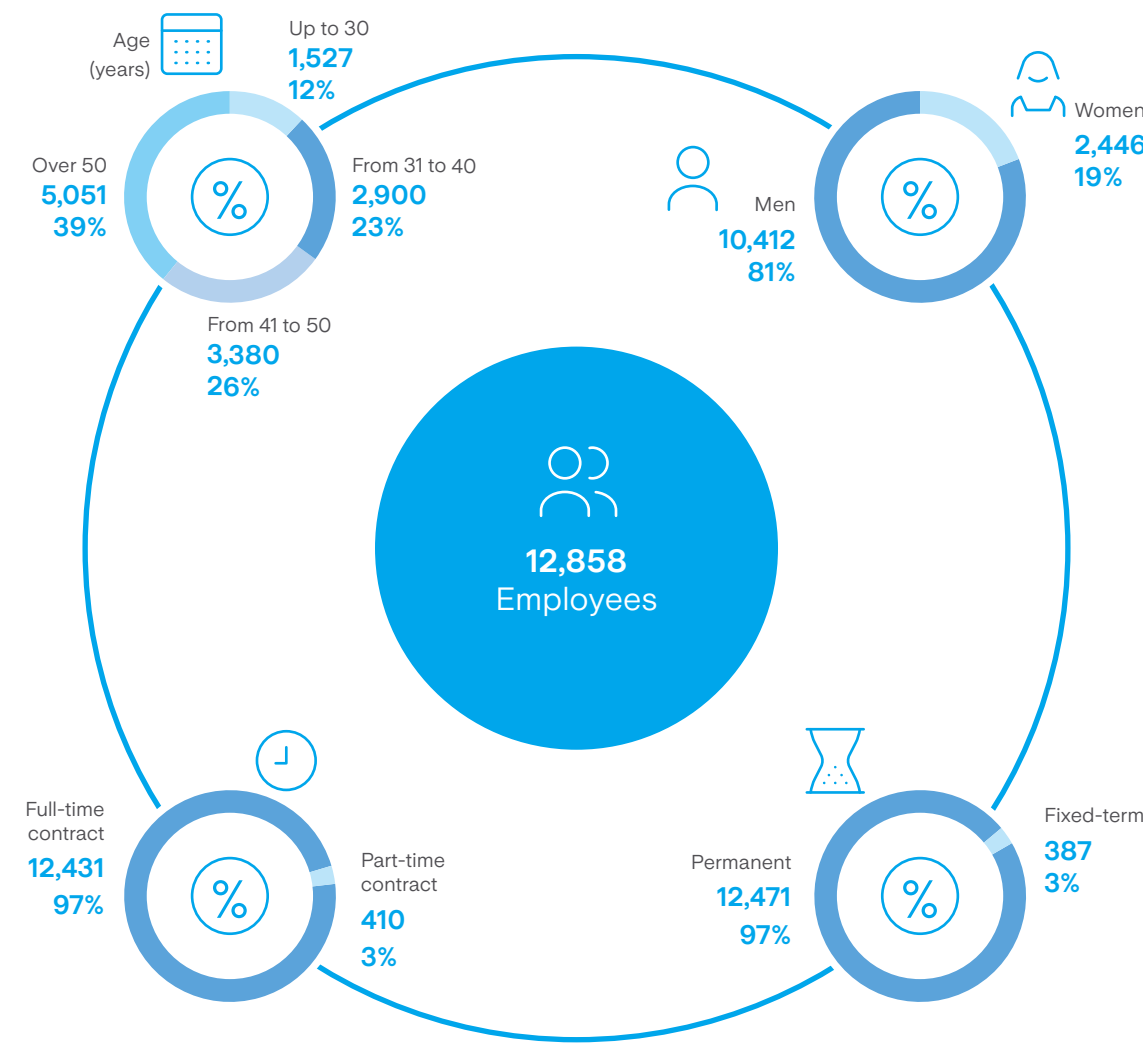 Age
(years)
Up to 30
1,527
12%
Over 50
5,051
39%
%
From 31 to 40
2,900
23%
From 41 to 50
3,380
26%
Women
2,446
19%
Men
10,412
81%
%
12,858
Employees
Full-time
contract
12,431
97%
%
Part-time
contract
410
3%
Permanent
12,471
97%
%
Fixed-term
387
3%